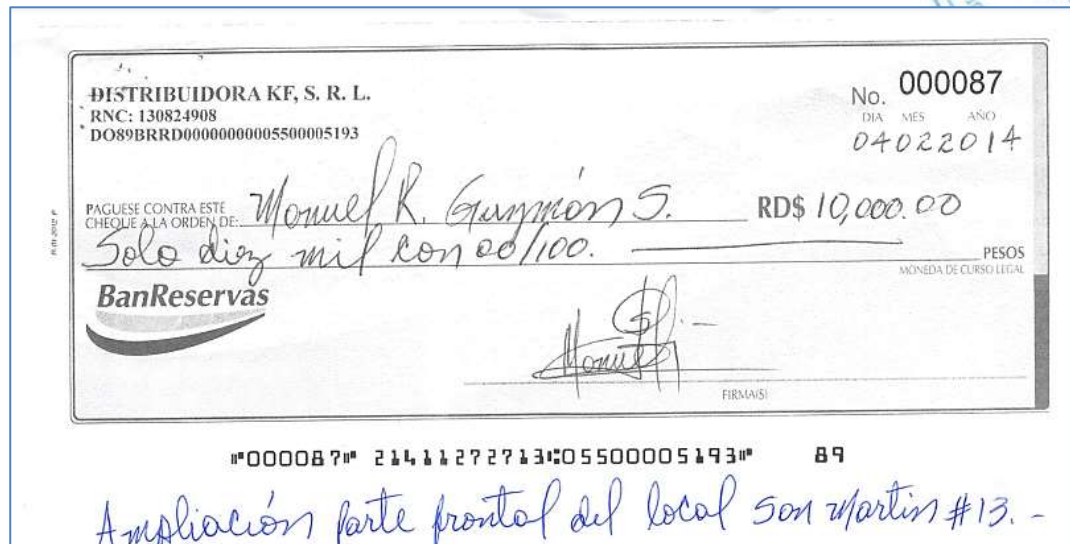 DISTRIBUIDORA KF, S. R. L.
RNC: 130824908
DO89BRRD00000000005500005193
No. 000087
DIA MES AÑO
04022014
PAGUESE CONTRA ESTE
CHEQUE A LA ORDEN DE: Manuel R. Guzmán S. RD$ 10,000.00
Solo diez mil con 00/100. PESOS
MONEDA DE CURSO LEGAL
BanReservas
Manuel
FIRMA(S)
⑈000087⑈ 21411272713⑆05500005193⑈ 89
Ampliación parte frontal del local San Martin #13.-